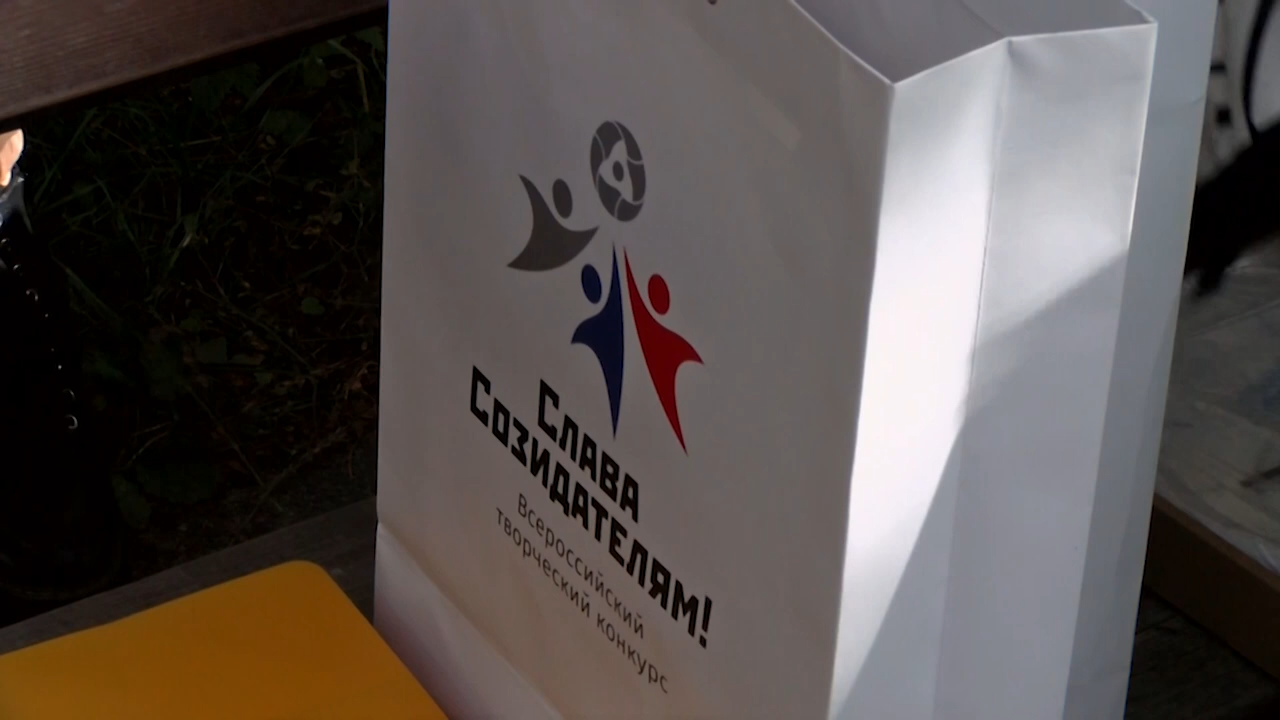 Слава
Созидателям!
Всероссийский
творческий конкурс